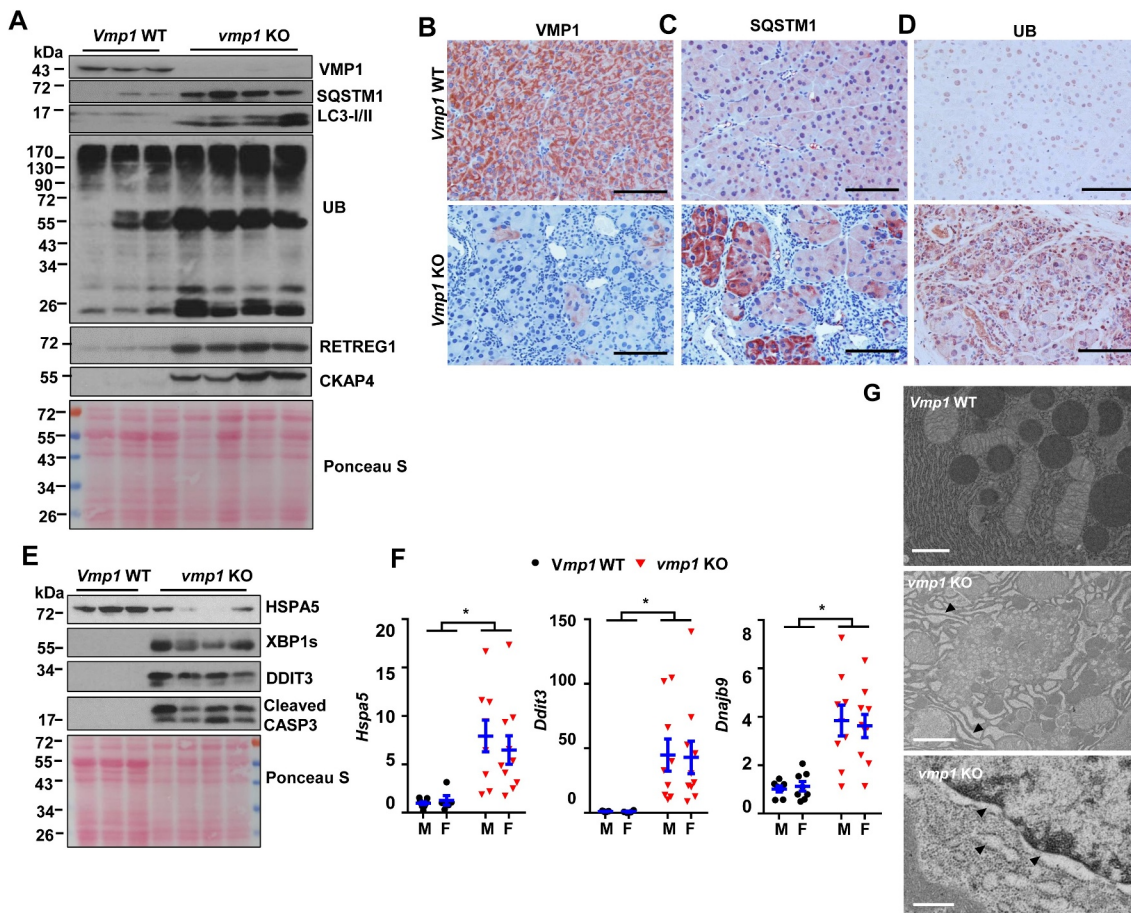 A
Vmp1 WT
vmp1 KO
kDa
43
72
17
170
130
90
72
55
43
34
26
72
55
72
55
43
34
26
VMP1
SQSTM1
LC3-I/II
UB
RETREG1
CKAP4
Ponceau S
B
VMP1
C
SQSTM1
D
UB
Vmp1 WT
Vmp1 KO
E
Vmp1 WT
vmp1 KO
kDa
72
55
34
17
72
55
43
34
26
HSPA5
XBP1s
DDIT3
Cleaved
CASP3
Ponceau S
F
Vmp1 WT
vmp1 KO
Hspa5
20
15
10
5
0
*
M F M F
Ddit3
150
100
50
0
*
M F M F
Dnajb9
8
6
4
2
0
*
M F M F
G
Vmp1 WT
vmp1 KO
vmp1 KO